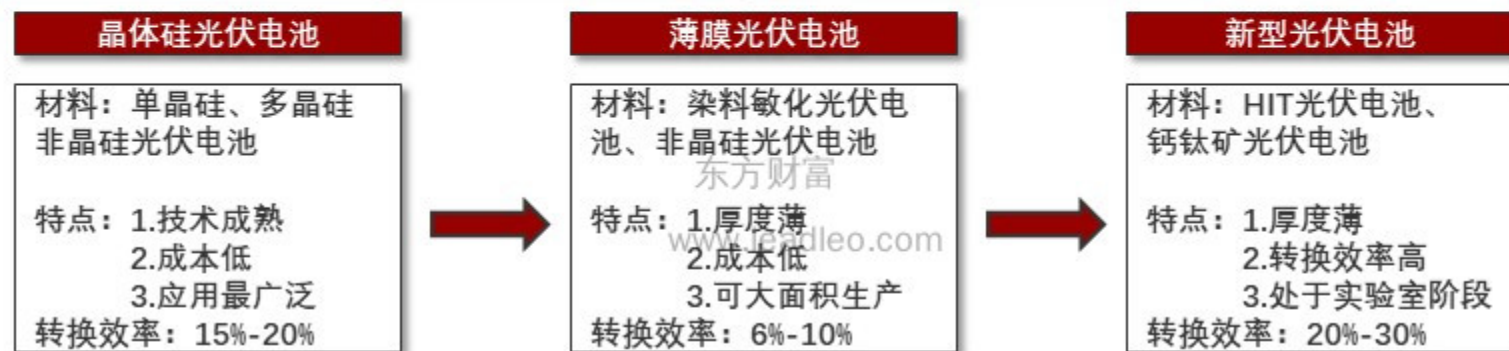 晶体硅光伏电池
材料：单晶硅、多晶硅
非晶硅光伏电池
特点：1.技术成熟
2.成本低
3.应用最广泛
转换效率：15%-20%
薄膜光伏电池
材料：染料敏化光伏电
池、非晶硅光伏电池
东方财富
特点：1.厚度薄
www.leadleo.com
2.成本低
3.可大面积生产
转换效率：6%-10%
新型光伏电池
材料：HIT光伏电池、
钙钛矿光伏电池
特点：1.厚度薄
2.转换效率高
3.处于实验室阶段
转换效率：20%-30%